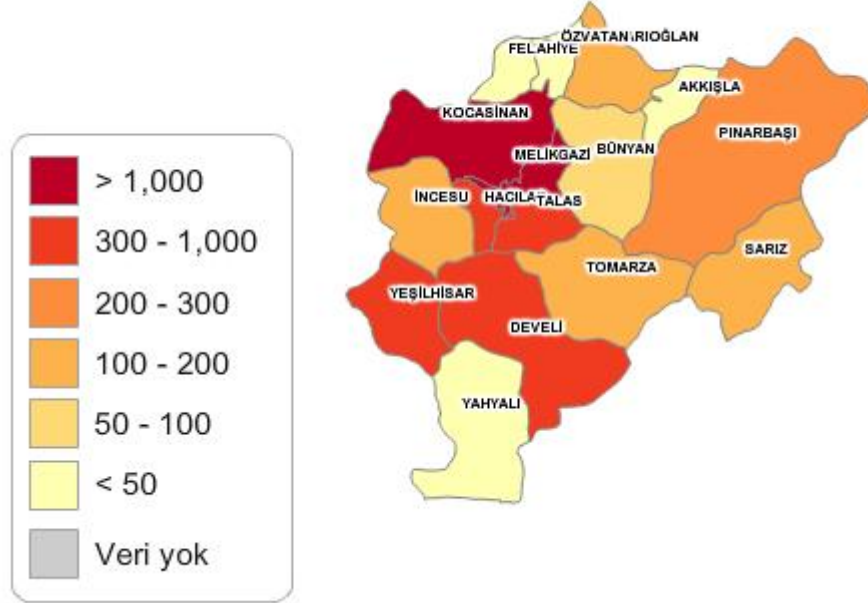 > 1,000
300 - 1,000
200 - 300
100 - 200
50 - 100
< 50
Veri yok
ÖZVATAN
RIOĞLAN
FELAHİYE
AKKIŞLA
KOCASİNAN
PINARBAŞI
MELİKGAZİ
BÜNYAN
İNCESU
TALAS
SARIZ
TOMARZA
YEŞİLHİSAR
DEVELİ
YAHYALI